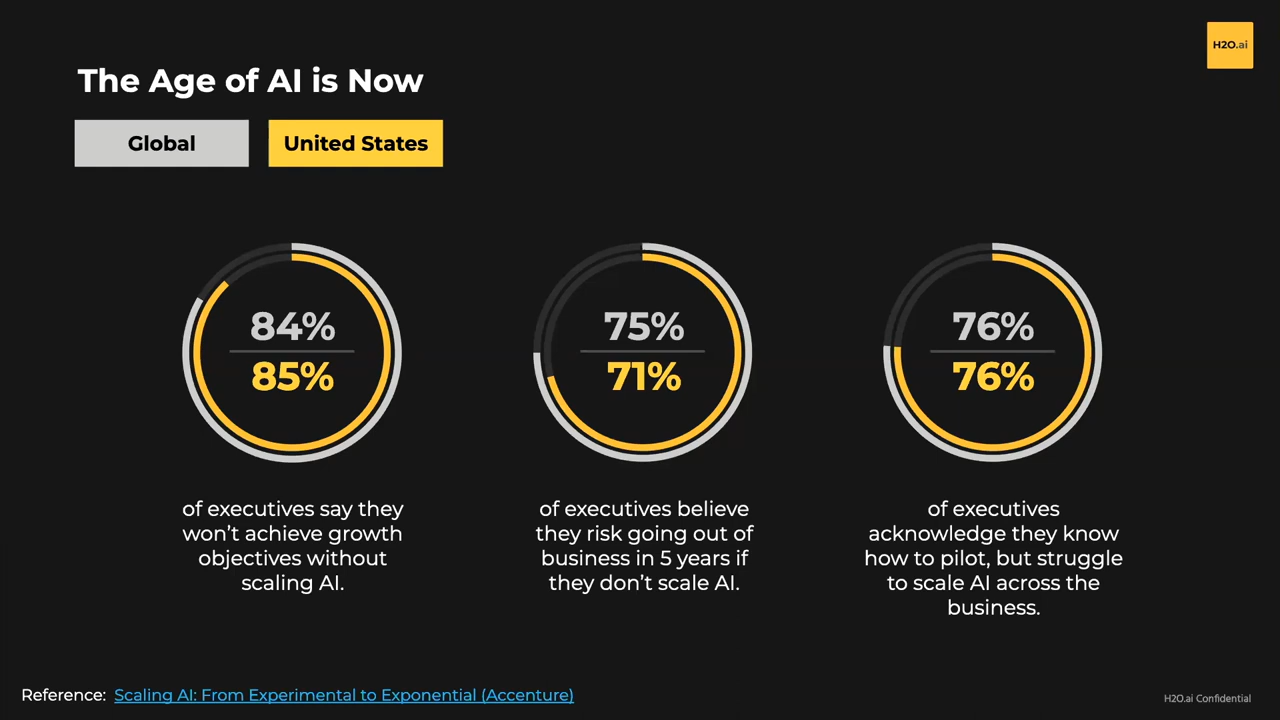 H2O.ai
The Age of AI is Now
Global
United States
84%
85%
of executives say they
won’t achieve growth
objectives without
scaling AI.
75%
71%
of executives believe
they risk going out of
business in 5 years if
they don’t scale AI.
76%
76%
of executives
acknowledge they know
how to pilot, but struggle
to scale AI across the
business.
Reference: Scaling AI: From Experimental to Exponential (Accenture)
H2O.ai Confidential